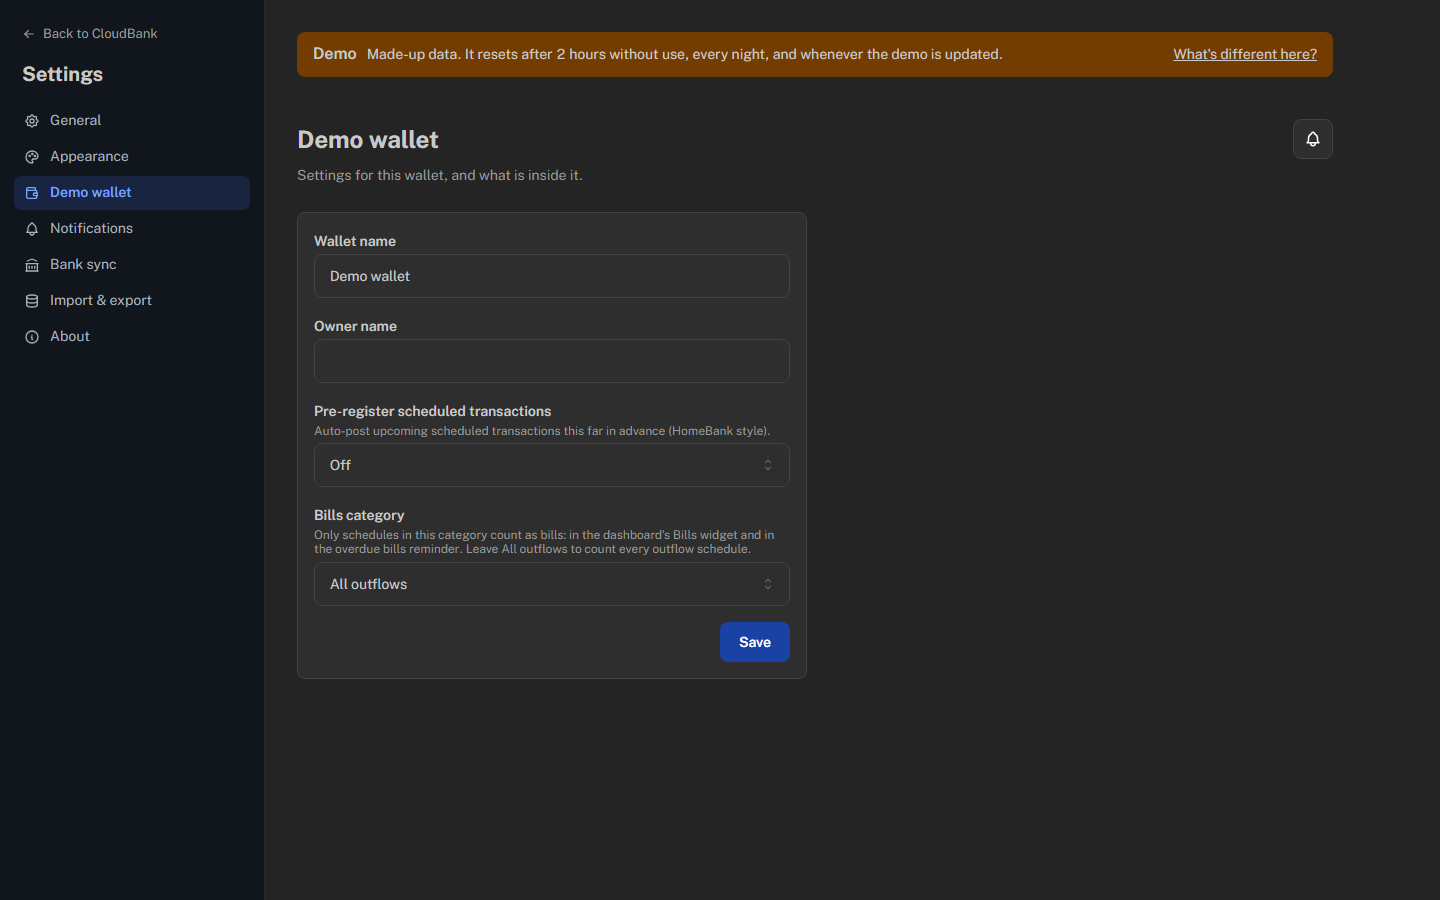 Back to CloudBank
Settings
General
Appearance
Demo wallet
Notifications
Bank sync
Import & export
About
Demo Made-up data. It resets after 2 hours without use, every night, and whenever the demo is updated. What's different here?
Demo wallet
Settings for this wallet, and what is inside it.
Wallet name
Demo wallet
Owner name
Pre-register scheduled transactions
Auto-post upcoming scheduled transactions this far in advance (HomeBank style).
Off
Bills category
Only schedules in this category count as bills: in the dashboard's Bills widget and in
the overdue bills reminder. Leave All outflows to count every outflow schedule.
All outflows
Save